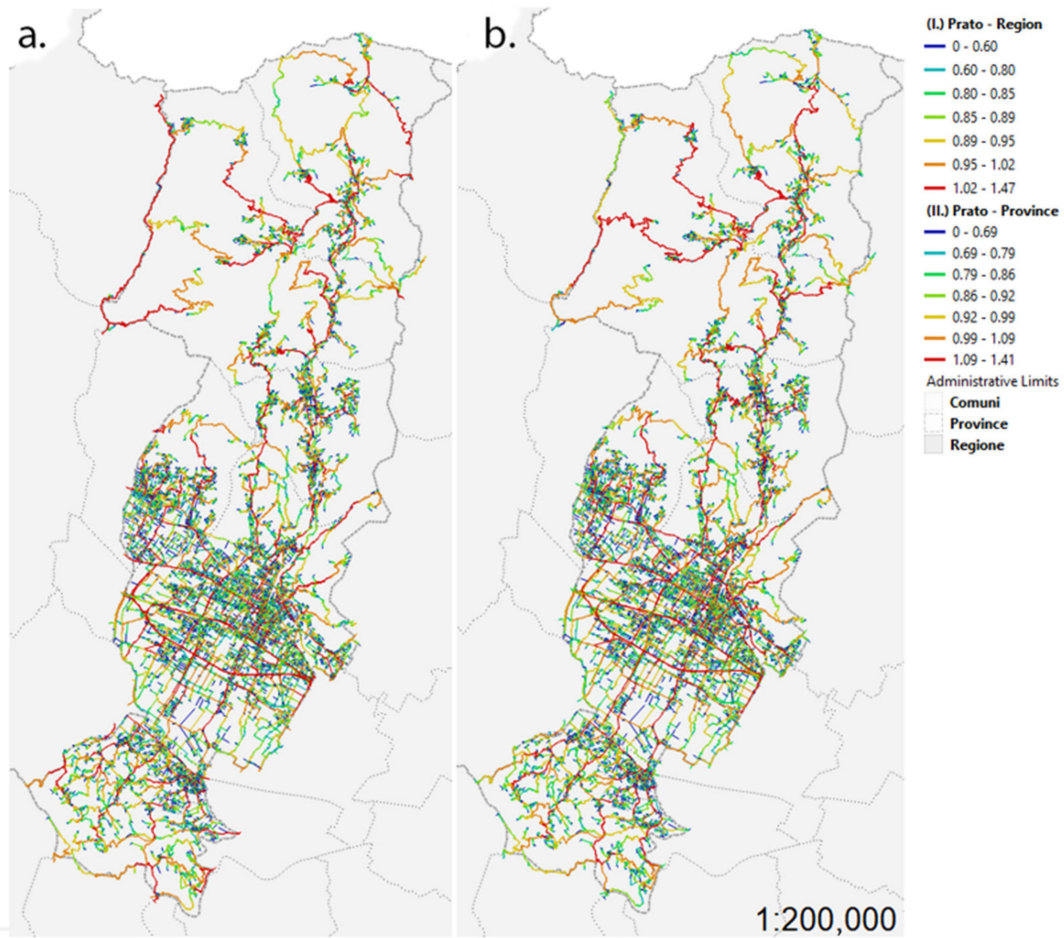 a.
b.
(I.) Prato - Region
0 - 0.60
0.60 - 0.80
0.80 - 0.85
0.85 - 0.89
0.89 - 0.95
0.95 - 1.02
1.02 - 1.47
(II.) Prato - Province
0 - 0.69
0.69 - 0.79
0.79 - 0.86
0.86 - 0.92
0.92 - 0.99
0.99 - 1.09
1.09 - 1.41
Administrative Limits
Comuni
Province
Regione
1:200,000